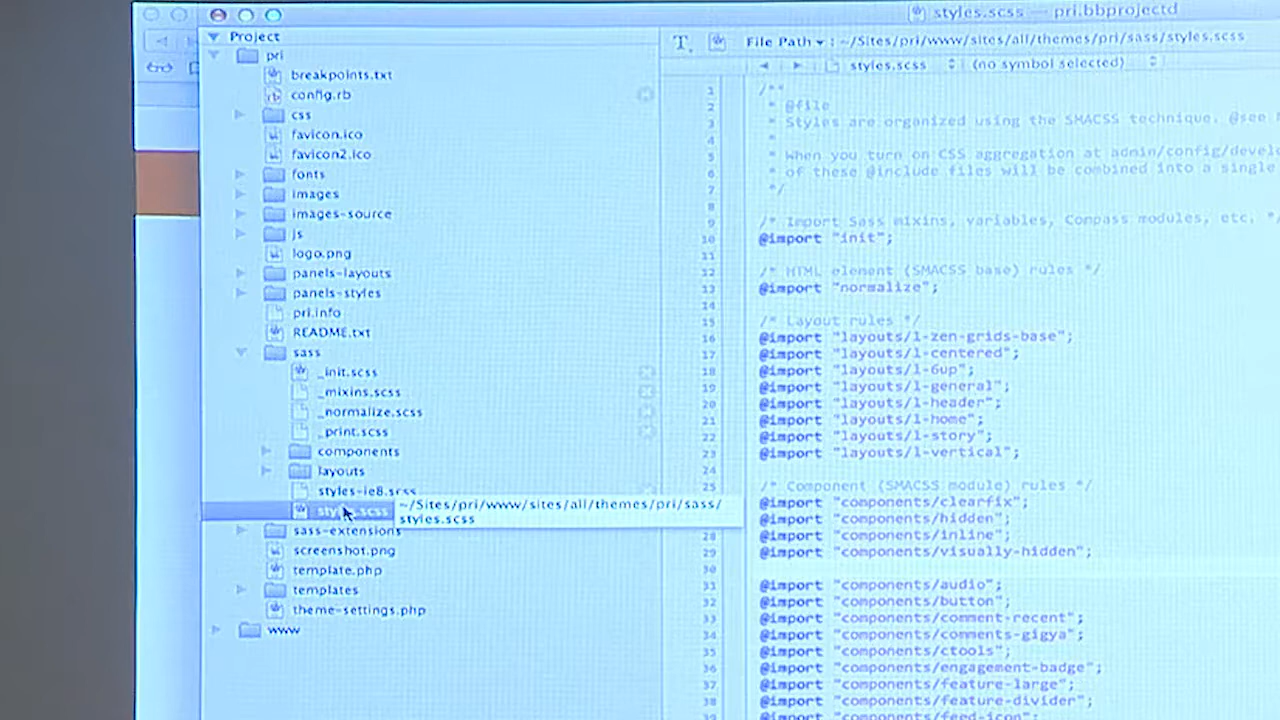 styles.scss — pri.bbprojectd
Project
pri
breakpoints.txt
config.rb
css
favicon.ico
favicon2.ico
fonts
images
images-source
js
logo.png
panels-layouts
panels-styles
pri.info
README.txt
sass
_init.scss
_mixins.scss
_normalize.scss
_print.scss
components
layouts
styles-ie8.scss
styles.scss
~/Sites/pri/www/sites/all/themes/pri/sass/
styles.scss
sass-extensions
screenshot.png
template.php
templates
theme-settings.php
www
File Path ▾ : ~/Sites/pri/www/sites/all/themes/pri/sass/styles.scss
styles.scss (no symbol selected)
1 /**
2 * @file
3 * Styles are organized using the SMACSS technique. @see
4 *
5 * When you turn on CSS aggregation at admin/config/develo
6 * of these @include files will be combined into a single
7 */
8
9 /* Import Sass mixins, variables, Compass modules, etc. */
10 @import "init";
11
12 /* HTML element (SMACSS base) rules */
13 @import "normalize";
14
15 /* Layout rules */
16 @import "layouts/l-zen-grids-base";
17 @import "layouts/l-centered";
18 @import "layouts/l-6up";
19 @import "layouts/l-general";
20 @import "layouts/l-header";
21 @import "layouts/l-home";
22 @import "layouts/l-story";
23 @import "layouts/l-vertical";
24
25 /* Component (SMACSS module) rules */
@import "components/clearfix";
@import "components/hidden";
28 @import "components/inline";
29 @import "components/visually-hidden";
30
31 @import "components/audio";
32 @import "components/button";
33 @import "components/comment-recent";
34 @import "components/comments-gigya";
35 @import "components/ctools";
36 @import "components/engagement-badge";
37 @import "components/feature-large";
38 @import "components/feature-divider";
39 @import "components/feed-icon";